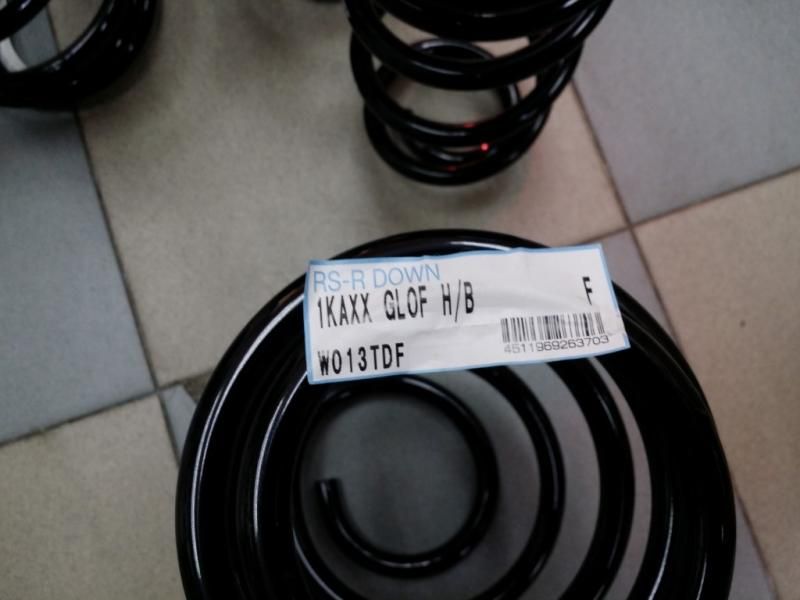 RS-R DOWN
1KAXX GLOF H/B F
4511969263703
W013TDF